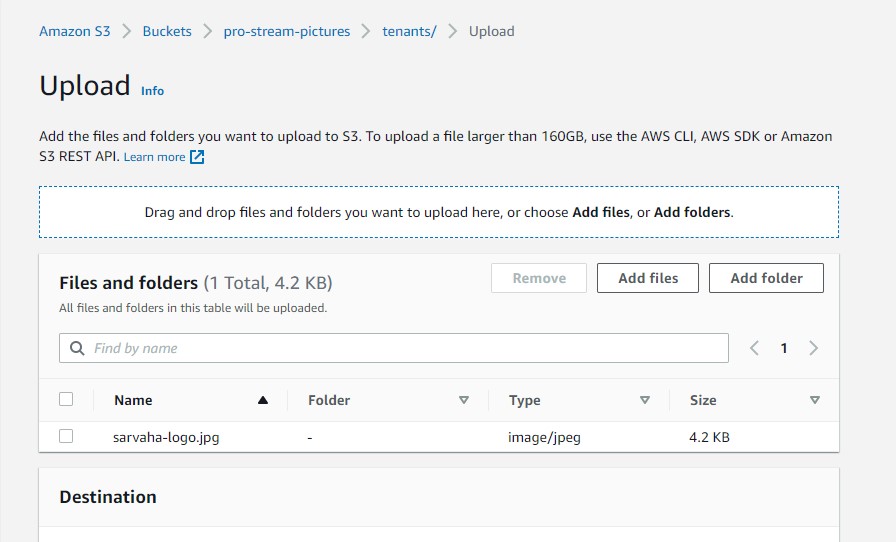 Amazon S3 > Buckets > pro-stream-pictures > tenants/ > Upload
Upload Info
Add the files and folders you want to upload to S3. To upload a file larger than 160GB, use the AWS CLI, AWS SDK or Amazon
S3 REST API. Learn more
Drag and drop files and folders you want to upload here, or choose Add files, or Add folders.
Files and folders (1 Total, 4.2 KB)
Remove Add files Add folder
All files and folders in this table will be uploaded.
Find by name
1
Name Folder Type Size
sarvaha-logo.jpg - image/jpeg 4.2 KB
Destination